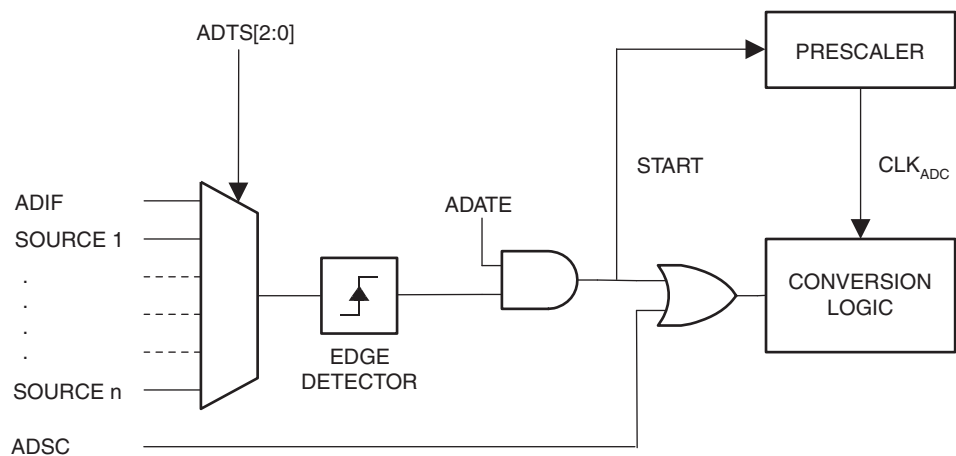 ADTS[2:0]
PRESCALER
START
CLKADC
ADIF
SOURCE 1
.
.
.
.
SOURCE n
ADSC
ADATE
EDGE
DETECTOR
CONVERSION
LOGIC